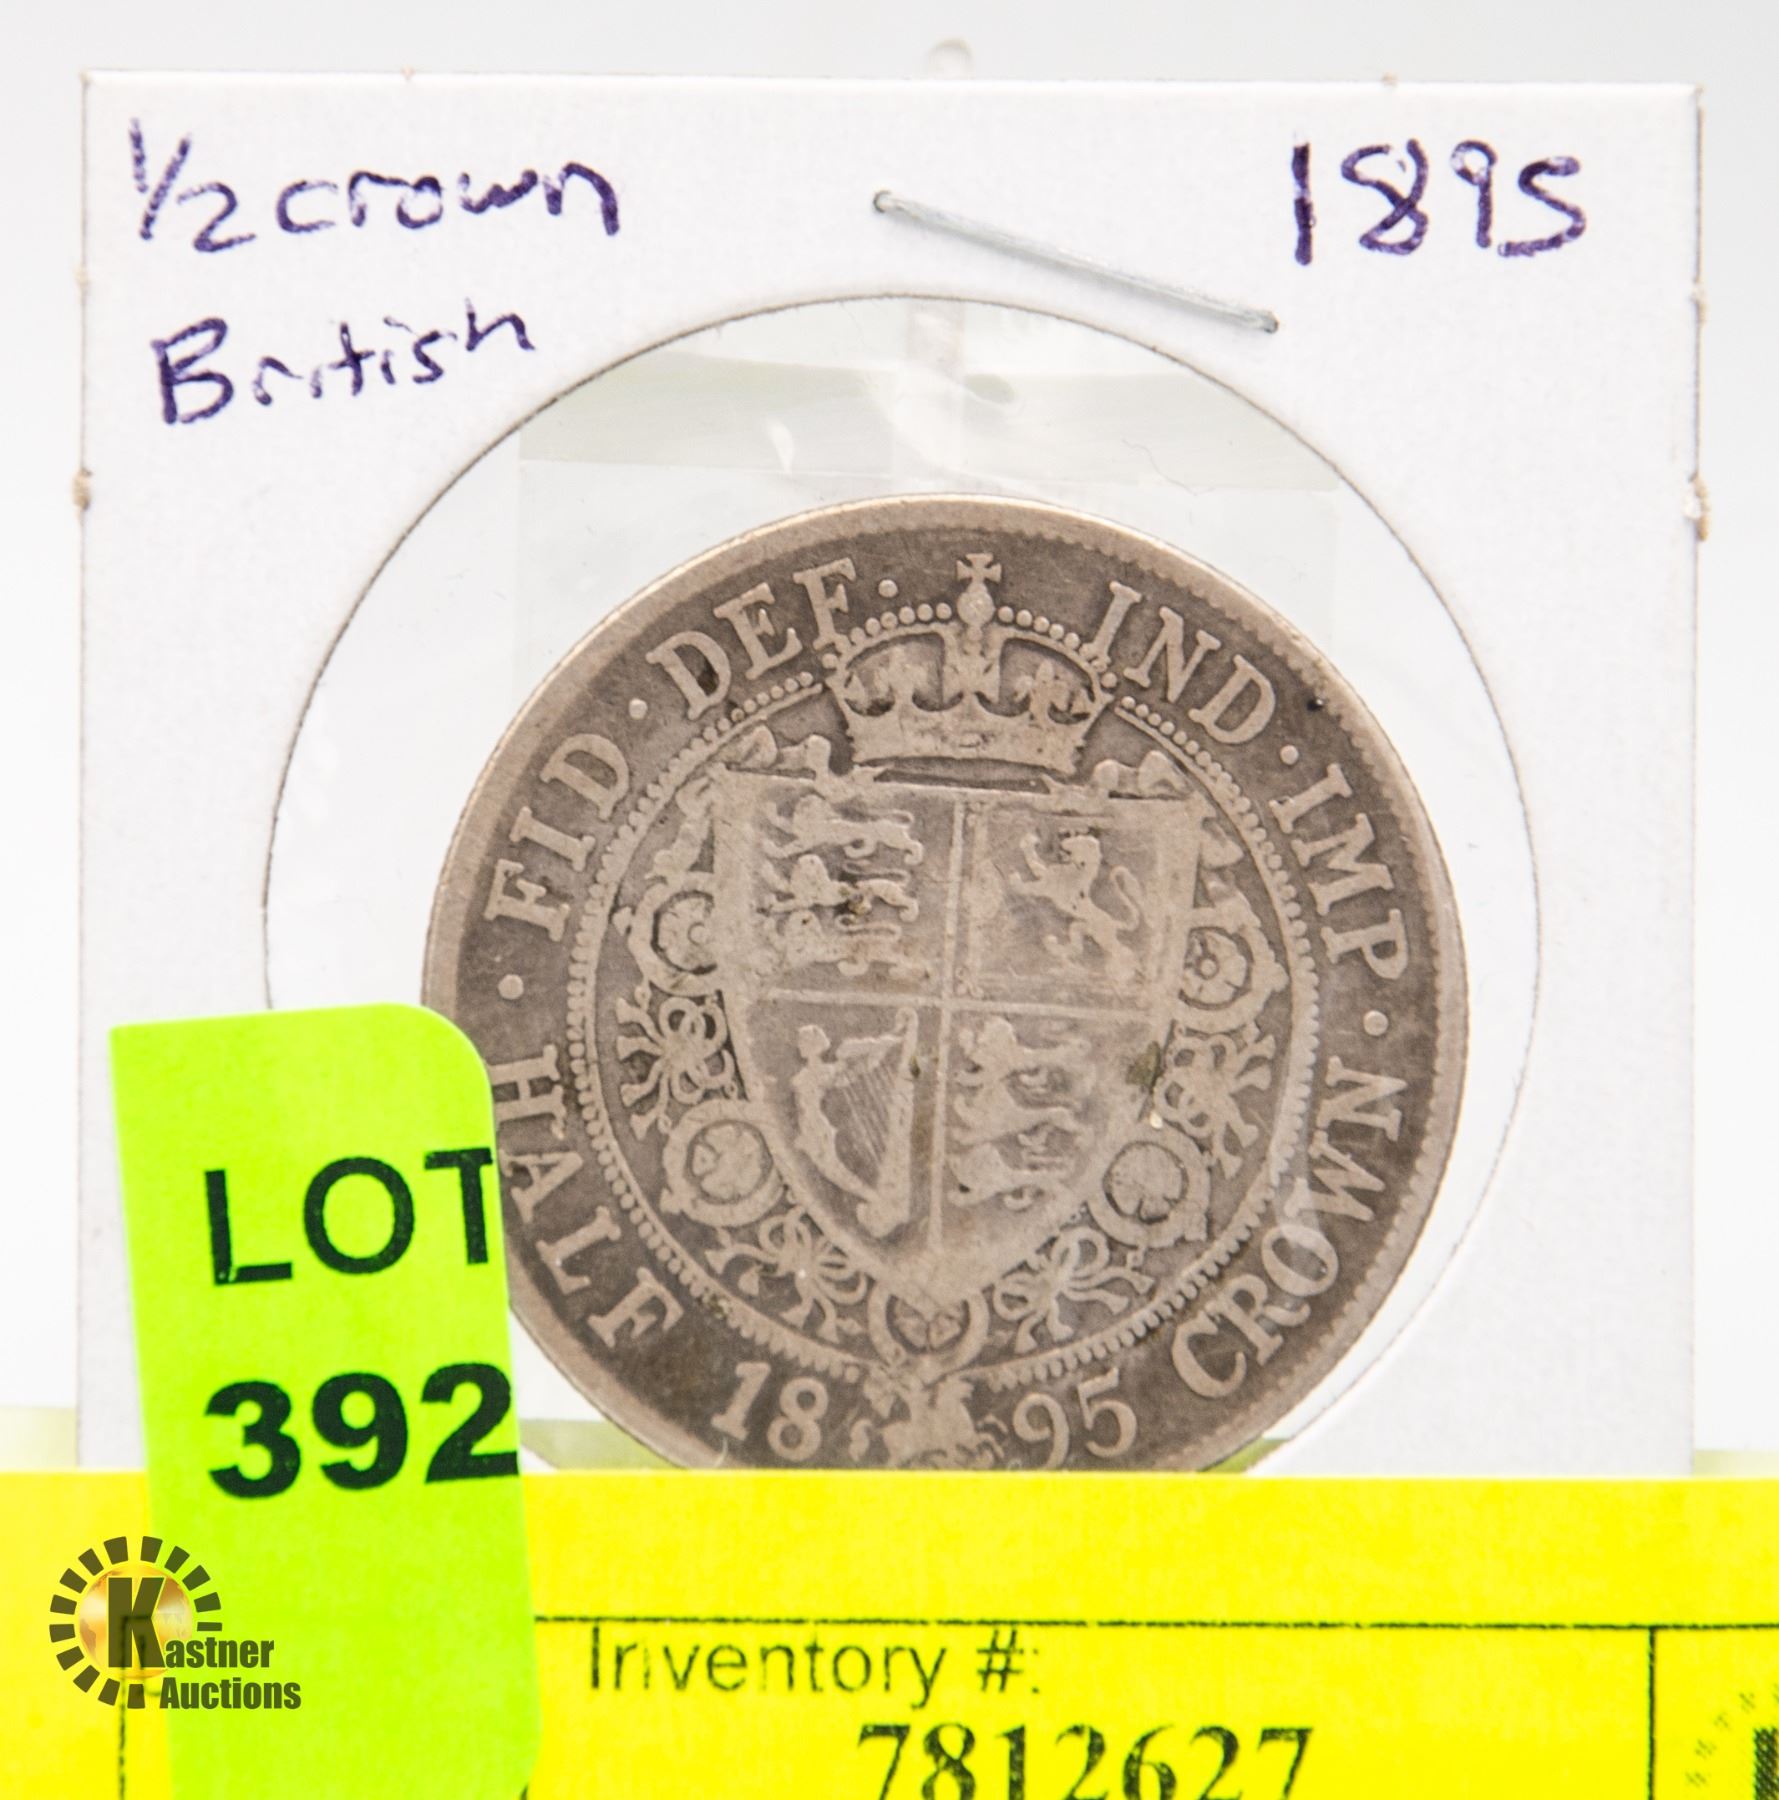 1/2 crown
British
1895
FID · DEF · IND · IMP ·
· HALF 1895 CROWN ·
LOT
392
Kastner
Auctions
Inventory #:
7812627